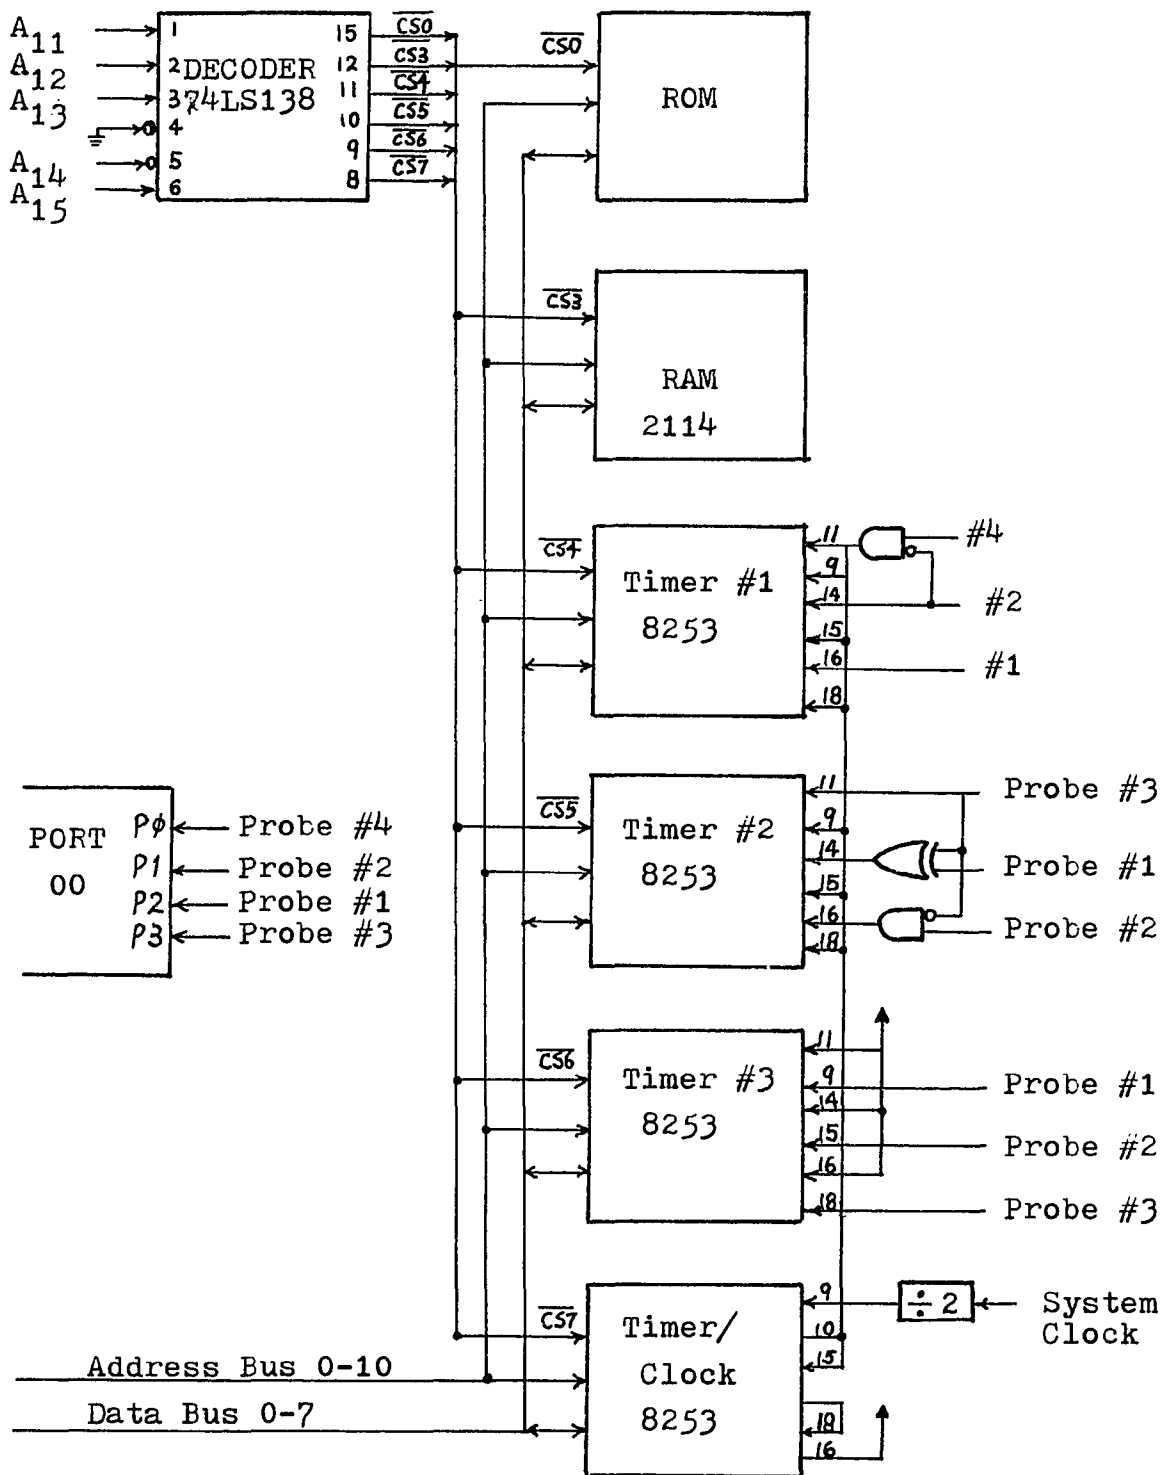 A11
A12
A13
A14
A15
1
2
3
4
5
6
DECODER
74LS138
15
12
11
10
9
8
CS0
CS3
CS4
CS5
CS6
CS7
CS0
ROM
CS3
RAM
2114
CS4
Timer #1
8253
11
9
14
15
16
18
#4
#2
#1
PORT
00
PØ
P1
P2
P3
Probe #4
Probe #2
Probe #1
Probe #3
CS5
Timer #2
8253
11
9
14
15
16
18
Probe #3
Probe #1
Probe #2
CS6
Timer #3
8253
11
9
14
15
16
18
Probe #1
Probe #2
Probe #3
CS7
Timer/
Clock
8253
9
10
15
18
16
÷ 2
System
Clock
Address Bus 0-10
Data Bus 0-7